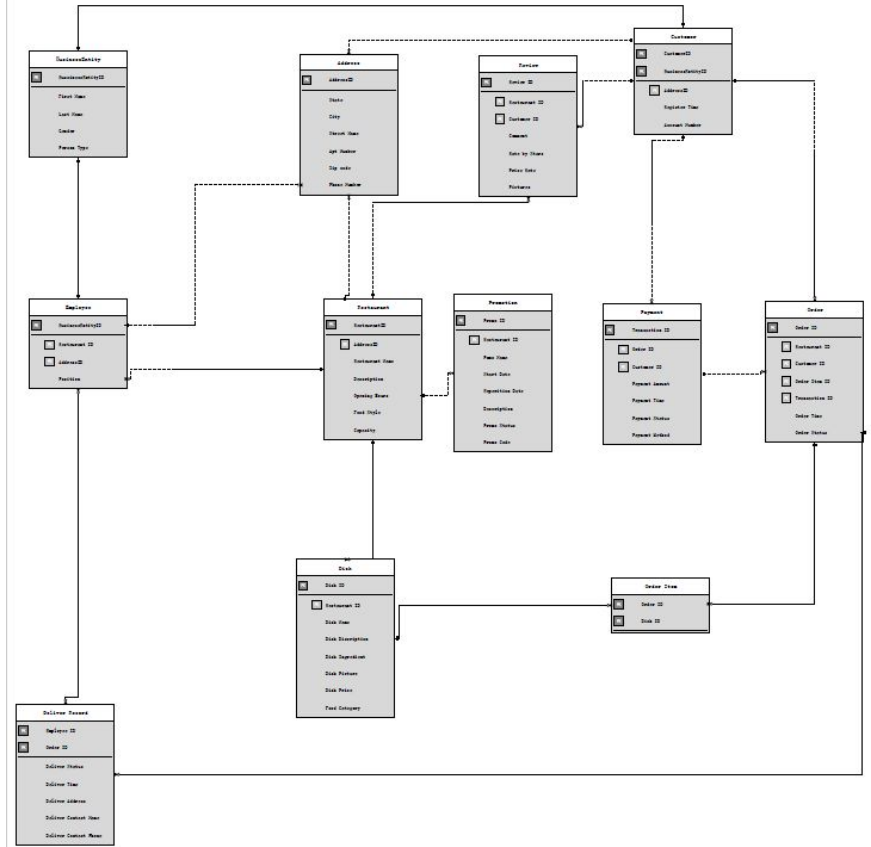 BusinessEntity
BusinessEntityID
First Name
Last Name
Gender
Person Type
Address
AddressID
State
City
Street Name
Apt Number
Zip code
Phone Number
Review
Review ID
Restaurant ID
Customer ID
Comment
Rate by Stars
Pictures
Customer
CustomerID
BusinessEntityID
AddressID
Register Time
Account Number
Employee
BusinessEntityID
Restaurant ID
AddressID
Position
Restaurant
RestaurantID
AddressID
Restaurant Name
Description
Opening Hours
Food Style
Capacity
Promotion
Promo ID
Restaurant ID
Start Date
Description
Promo Status
Promo Code
Payment
Transaction ID
Order ID
Customer ID
Payment Amount
Payment Time
Payment Status
Payment Method
Order
Order ID
Restaurant ID
Customer ID
Order Item ID
Transaction ID
Order Time
Order Status
Dish
Dish ID
Restaurant ID
Dish Name
Dish Discription
Dish Ingredient
Dish Picture
Dish Price
Food Category
Order Item
Order ID
Dish ID
Deliver Record
Employee ID
Order ID
Deliver Status
Deliver Time
Deliver Address
Deliver Contact Name
Deliver Contact Phone